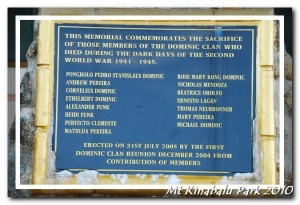 THIS MEMORIAL COMMEMORATES THE SACRIFICE
OF THOSE MEMBERS OF THE DOMINIC CLAN WHO
DIED DURING THE DARK DAYS OF THE SECOND
WORLD WAR 1941 - 1945.
PONGHOLO PEDRO STANISLAUS DOMINIC
ANDREW PEREIRA
CORNELIUS DOMINIC
ETHELBERT DOMINIC
ALEXANDER FUNK
HEIDI FUNK
PERFECTO CLEMENTE
MATILDA PEREIRA
ROSE MARY KONG DOMINIC
NICHOLAS MENDOZA
BEATRICE OROLFO
ERNESTO LAGAN
THOMAS NEUBRONNER
MARY PEREIRA
MICHAEL DOMINIC
ERECTED ON 31ST JULY 2005 BY THE FIRST
DOMINIC CLAN REUNION DECEMBER 2004 FROM
CONTRIBUTION OF MEMBERS
Mt Kinabalu Park © 2010